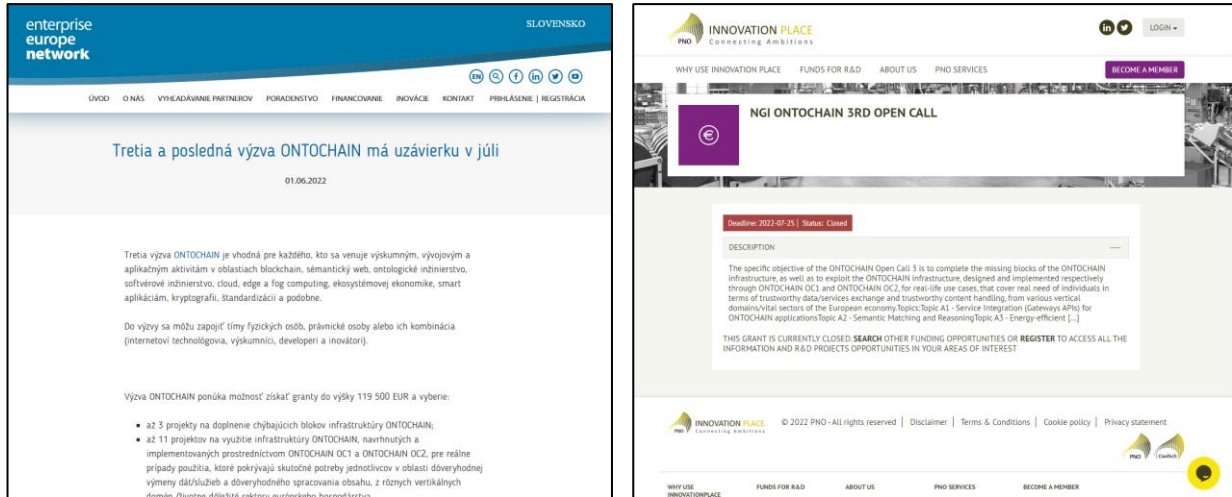 enterprise
europe
network
SLOVENSKO
EN
ÚVOD O NÁS VYHĽADÁVANIE PARTNEROV PORADENSTVO FINANCOVANIE INOVÁCIE KONTAKT PRIHLÁSENIE | REGISTRÁCIA
Tretia a posledná výzva ONTOCHAIN má uzávierku v júli
01.06.2022
Tretia výzva ONTOCHAIN je vhodná pre každého, kto sa venuje výskumným, vývojovým a
aplikačným aktivitám v oblastiach blockchain, sémantický web, ontologické inžinierstvo,
softvérové inžinierstvo, cloud, edge a fog computing, ekosystémovej ekonomike, smart
aplikáciám, kryptografii, štandardizácii a podobne.
Do výzvy sa môžu zapojiť tímy fyzických osôb, právnické osoby alebo ich kombinácia
(internetoví technológovia, výskumníci, developeri a inovátori).
Výzva ONTOCHAIN ponúka možnosť získať granty do výšky 119 500 EUR a vyberie:
až 3 projekty na doplnenie chýbajúcich blokov infraštruktúry ONTOCHAIN;
až 11 projektov na využitie infraštruktúry ONTOCHAIN, navrhnutých a
implementovaných prostredníctvom ONTOCHAIN OC1 a ONTOCHAIN OC2, pre reálne
prípady použitia, ktoré pokrývajú skutočné potreby jednotlivcov v oblasti dôveryhodnej
výmeny dát/služieb a dôveryhodného spracovania obsahu, z rôznych vertikálnych
domén /životne dôležité sektory európskeho hospodárstva
PNO
INNOVATION PLACE
Connecting Ambitions
in
LOGIN
WHY USE INNOVATION PLACE FUNDS FOR R&D ABOUT US PNO SERVICES
BECOME A MEMBER
€
NGI ONTOCHAIN 3RD OPEN CALL
Deadline: 2022-07-25 | Status: Closed
DESCRIPTION
The specific objective of the ONTOCHAIN Open Call 3 is to complete the missing blocks of the ONTOCHAIN
infrastructure, as well as to exploit the ONTOCHAIN infrastructure, designed and implemented respectively
through ONTOCHAIN OC1 and ONTOCHAIN OC2, for real-life use cases, that cover real need of individuals in
terms of trustworthy data/services exchange and trustworthy content handling, from various vertical
domains/vital sectors of the European economy.Topics:Topic A1 - Service Integration (Gateways APIs) for
ONTOCHAIN applicationsTopic A2 - Semantic Matching and ReasoningTopic A3 - Energy-efficient [...]
THIS GRANT IS CURRENTLY CLOSED. SEARCH OTHER FUNDING OPPORTUNITIES OR REGISTER TO ACCESS ALL THE
INFORMATION AND R&D PROJECTS OPPORTUNITIES IN YOUR AREAS OF INTEREST
PNO
INNOVATION PLACE
Connecting Ambitions
© 2022 PNO - All rights reserved | Disclaimer | Terms & Conditions | Cookie policy | Privacy statement
PNO
Ciaotech
WHY USE
INNOVATIONPLACE
FUNDS FOR R&D
ABOUT US
PNO SERVICES
BECOME A MEMBER